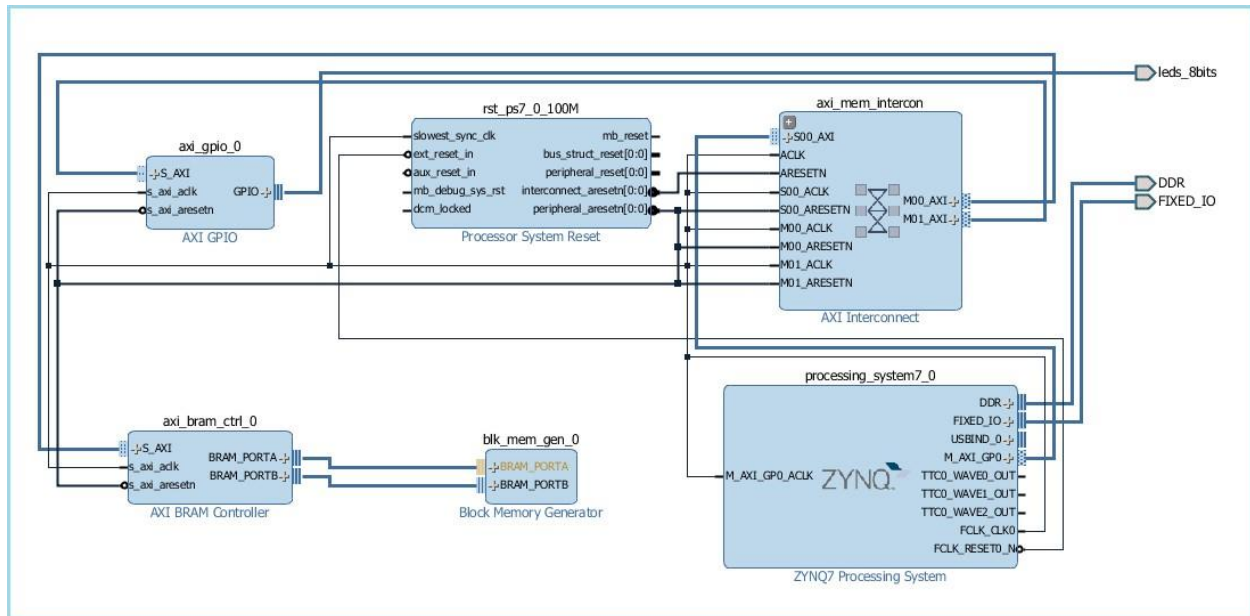 leds_8bits
axi_mem_intercon
rst_ps7_0_100M
slowest_sync_clk
mb_reset
ext_reset_in
bus_struct_reset[0:0]
aux_reset_in
peripheral_reset[0:0]
mb_debug_sys_rst
interconnect_aresetn[0:0]
dcm_locked
peripheral_aresetn[0:0]
Processor System Reset
axi_gpio_0
S_AXI
s_axi_aclk
GPIO
s_axi_aresetn
AXI GPIO
S00_AXI
ACLK
ARESETN
S00_ACLK
S00_ARESETN
M00_ACLK
M00_ARESETN
M01_ACLK
M01_ARESETN
M00_AXI
M01_AXI
AXI Interconnect
DDR
FIXED_IO
axi_bram_ctrl_0
S_AXI
BRAM_PORTA
s_axi_aclk
BRAM_PORTB
s_axi_aresetn
AXI BRAM Controller
blk_mem_gen_0
BRAM_PORTA
BRAM_PORTB
Block Memory Generator
processing_system7_0
M_AXI_GP0_ACLK
ZYNQ
DDR
FIXED_IO
USBIND_0
M_AXI_GP0
TTC0_WAVE0_OUT
TTC0_WAVE1_OUT
TTC0_WAVE2_OUT
FCLK_CLK0
FCLK_RESET0_N
ZYNQ7 Processing System